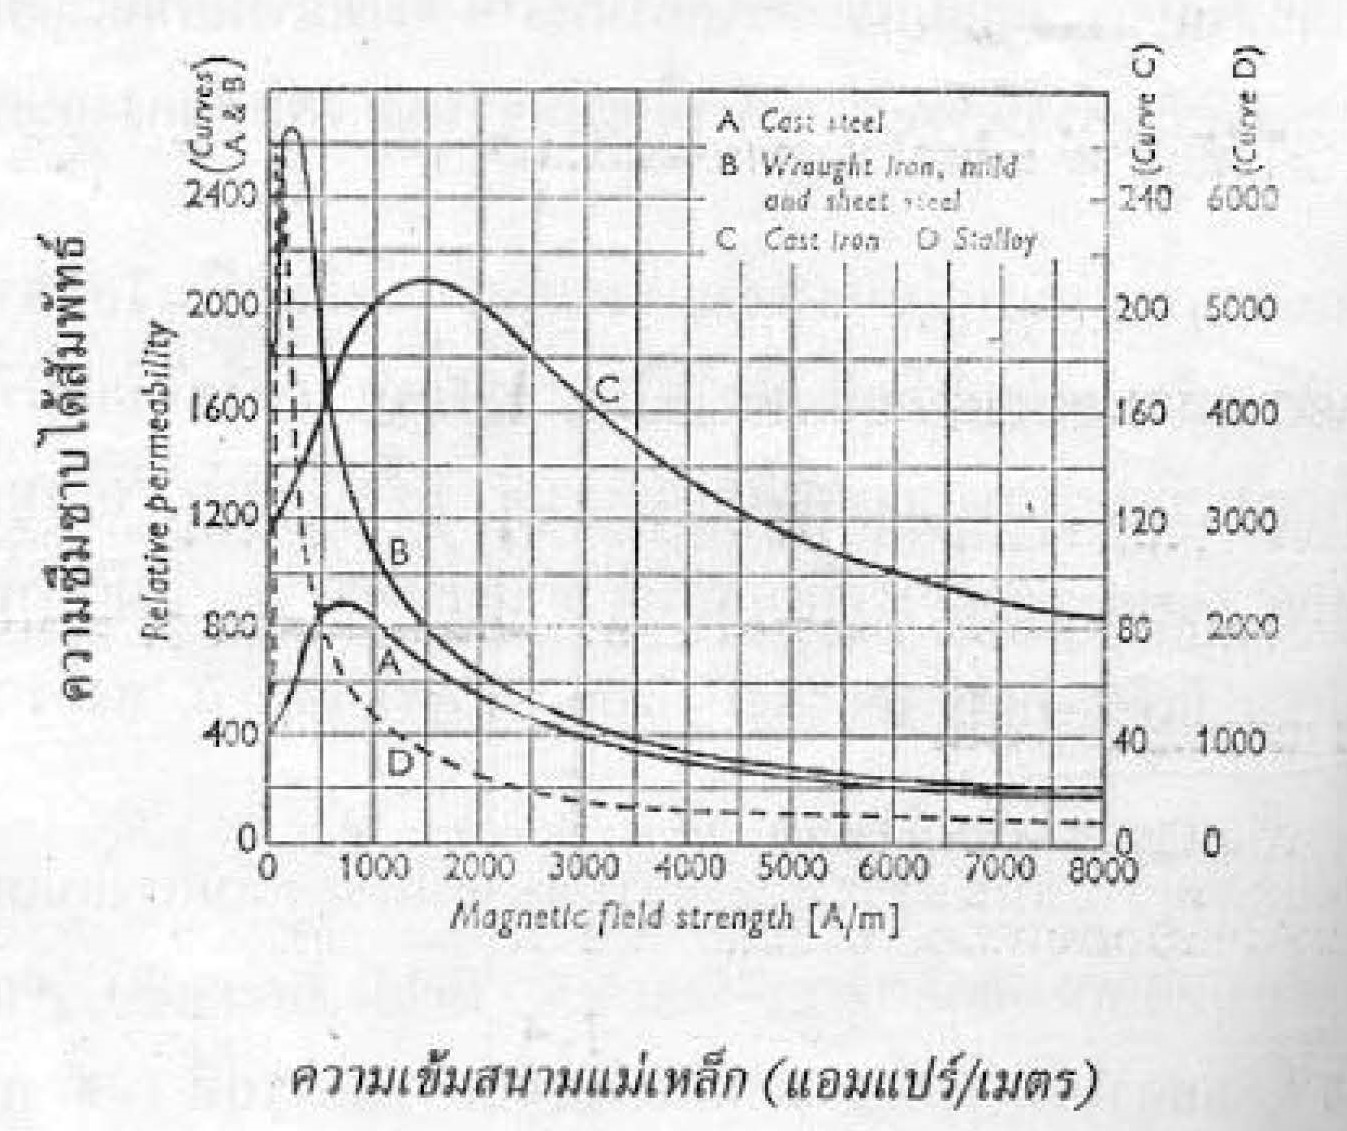 (Curves
A & B)
(Curve C)
(Curve D)
A Cast steel
B Wrought Iron, mild
and sheet steel
C Cast Iron D Stalloy
2400
2000
1600
1200
800
400
0
240 6000
200 5000
160 4000
120 3000
80 2000
40 1000
0 0
C
B
A
D
ความซึมซาบได้สัมพัทธ์
Relative permeability
0 1000 2000 3000 4000 5000 6000 7000 8000
Magnetic field strength [A/m]
ความเข้มสนามแม่เหล็ก (แอมแปร์/เมตร)